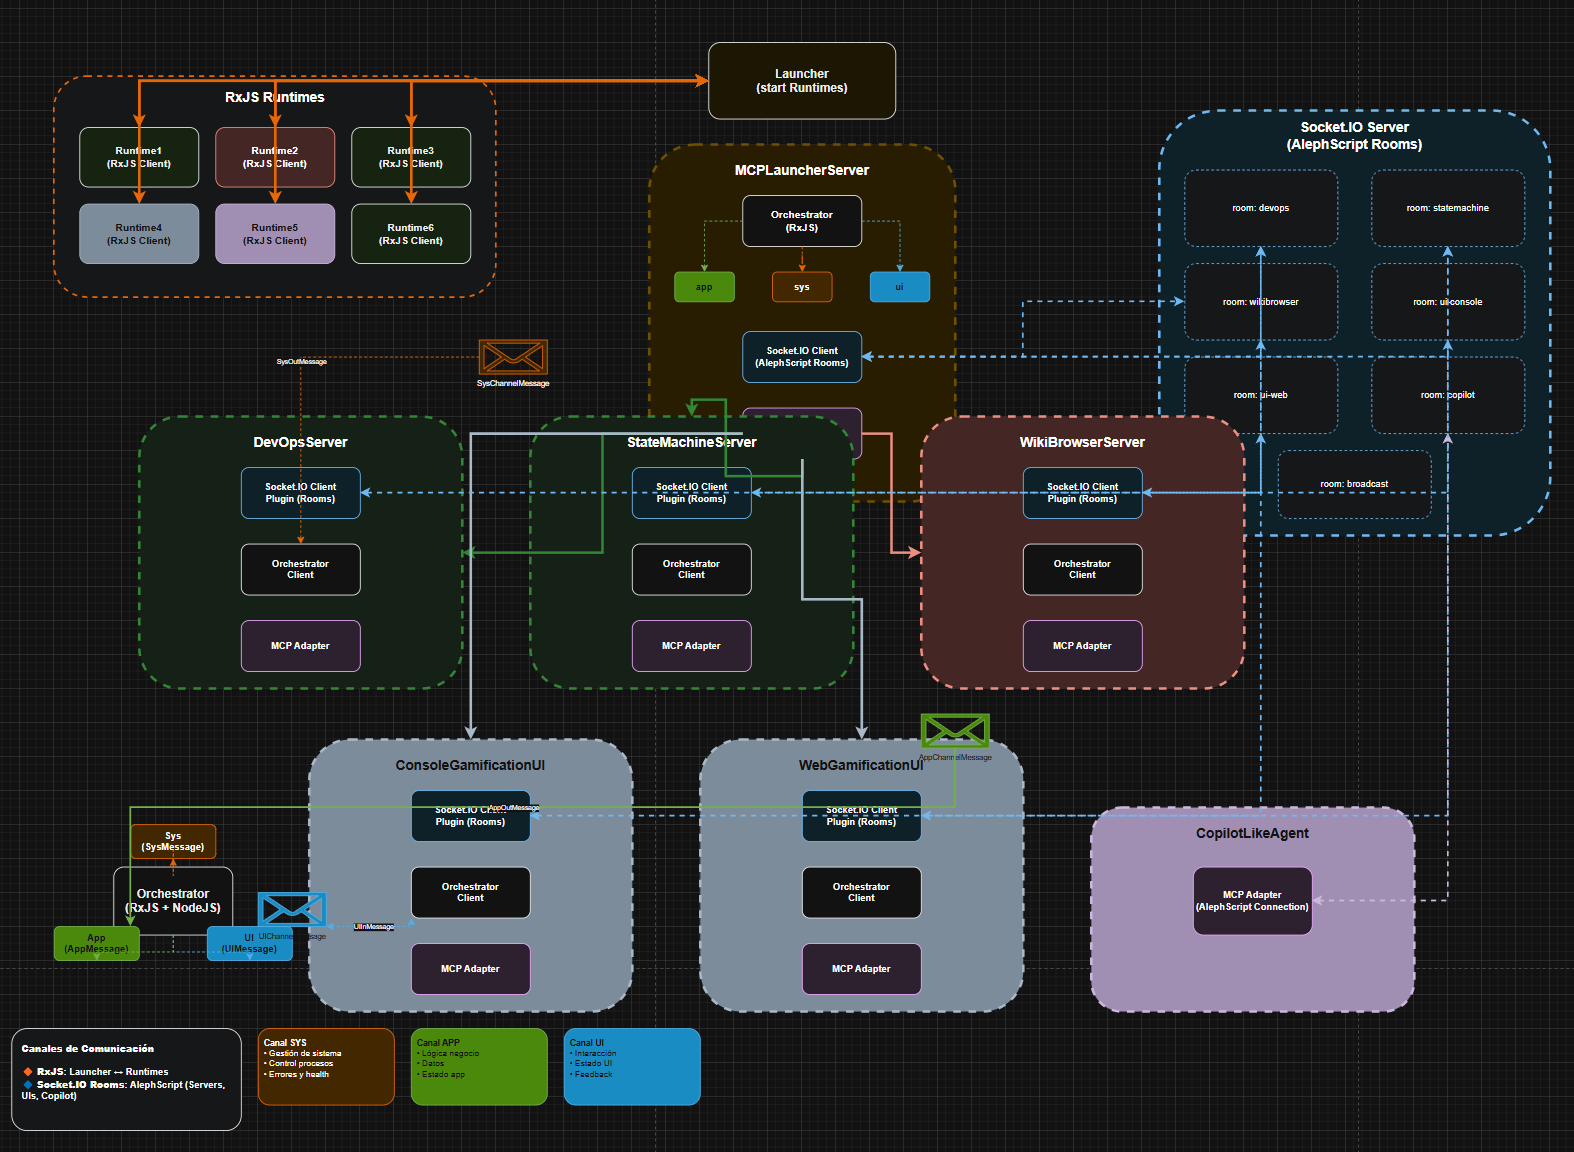 Launcher
(start Runtimes)
RxJS Runtimes
Runtime1
(RxJS Client)
Runtime2
(RxJS Client)
Runtime3
(RxJS Client)
Runtime4
(RxJS Client)
Runtime5
(RxJS Client)
Runtime6
(RxJS Client)
MCPLauncherServer
Orchestrator
(RxJS)
app
sys
ui
Socket.IO Client
(AlephScript Rooms)
Socket.IO Server
(AlephScript Rooms)
room: devops
room: statemachine
room: wikibrowser
room: ui-console
room: ui-web
room: copilot
room: broadcast
SysOutMessage
SysChannelMessage
DevOpsServer
Socket.IO Client
Plugin (Rooms)
Orchestrator
Client
MCP Adapter
StateMachineServer
Socket.IO Client
Plugin (Rooms)
Orchestrator
Client
MCP Adapter
WikiBrowserServer
Socket.IO Client
Plugin (Rooms)
Orchestrator
Client
MCP Adapter
ConsoleGamificationUI
Socket.IO Client
Plugin (Rooms)
AppOutMessage
Orchestrator
Client
MCP Adapter
WebGamificationUI
AppChannelMessage
Socket.IO Client
Plugin (Rooms)
Orchestrator
Client
MCP Adapter
CopilotLikeAgent
MCP Adapter
(AlephScript Connection)
Sys
(SysMessage)
Orchestrator
(RxJS + NodeJS)
App
(AppMessage)
UI
(UIMessage)
UIChannelMessage
UIInMessage
Canales de Comunicación
🔸 RxJS: Launcher ↔ Runtimes
🔹 Socket.IO Rooms: AlephScript (Servers,
UIs, Copilot)
Canal SYS
• Gestión de sistema
• Control procesos
• Errores y health
Canal APP
• Lógica negocio
• Datos
• Estado app
Canal UI
• Interacción
• Estado UI
• Feedback